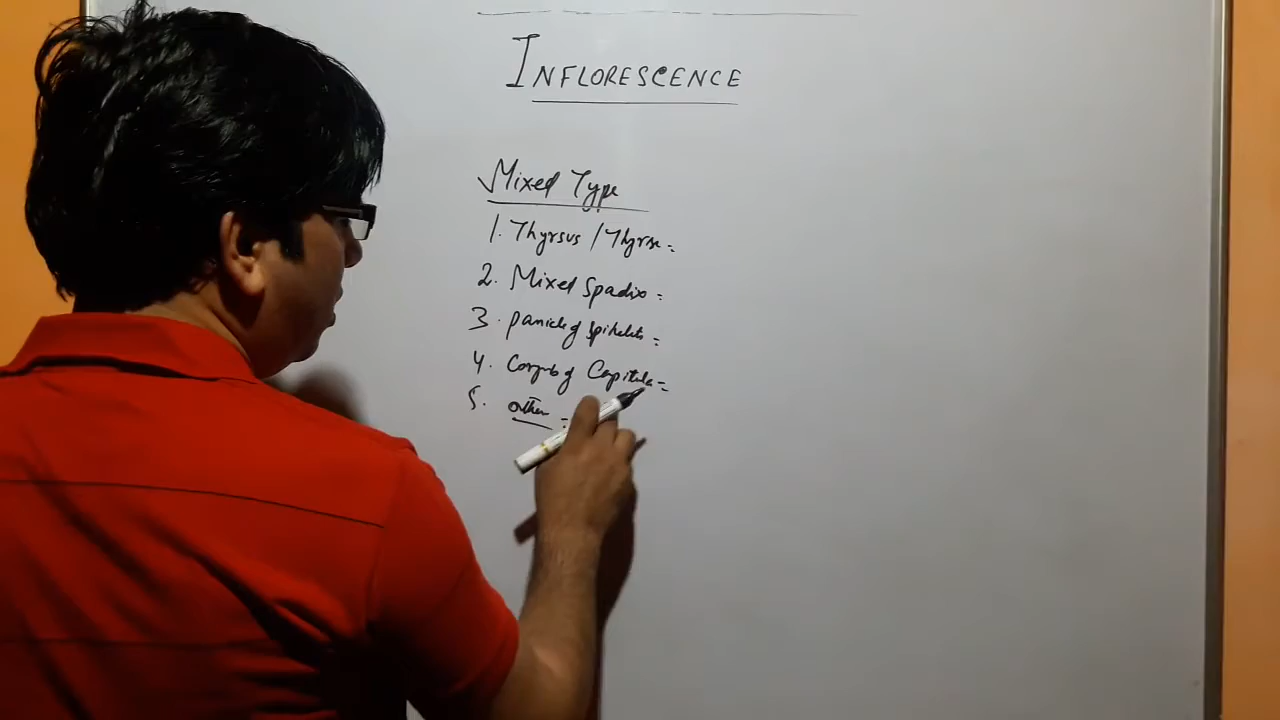 INFLORESCENCE
Mixed Type
1. Thyrsus / Thyrse =
2. Mixed Spadix =
3. Panicle of Spikelets =
4. Corymb of Capitula =
5. other =